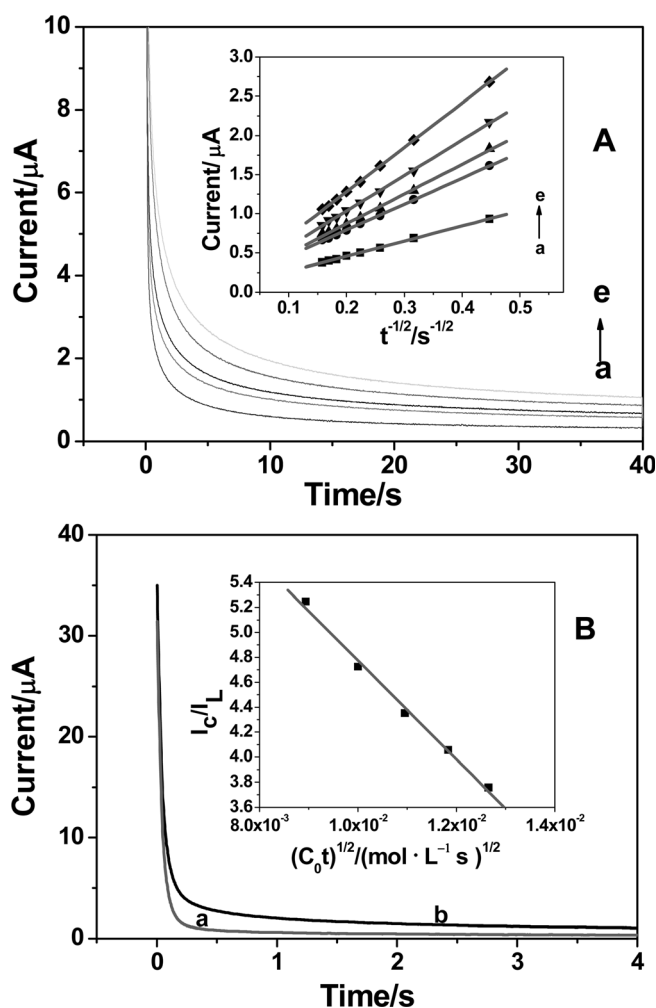 A
Current/μA
10
8
6
4
2
0
0
10
20
30
40
Time/s
e
a
Current/ μA
3.0
2.5
2.0
1.5
1.0
0.5
0.0
0.1
0.2
0.3
0.4
0.5
t^-1/2/s^-1/2
e
a
B
Current/μA
40
30
20
10
0
0
1
2
3
4
Time/s
a
b
I_C/I_L
5.4
5.2
5.0
4.8
4.6
4.4
4.2
4.0
3.8
3.6
8.0x10^-3
1.0x10^-2
1.2x10^-2
1.4x10^-2
(C_0t)^1/2/(mol · L^-1 s )^1/2